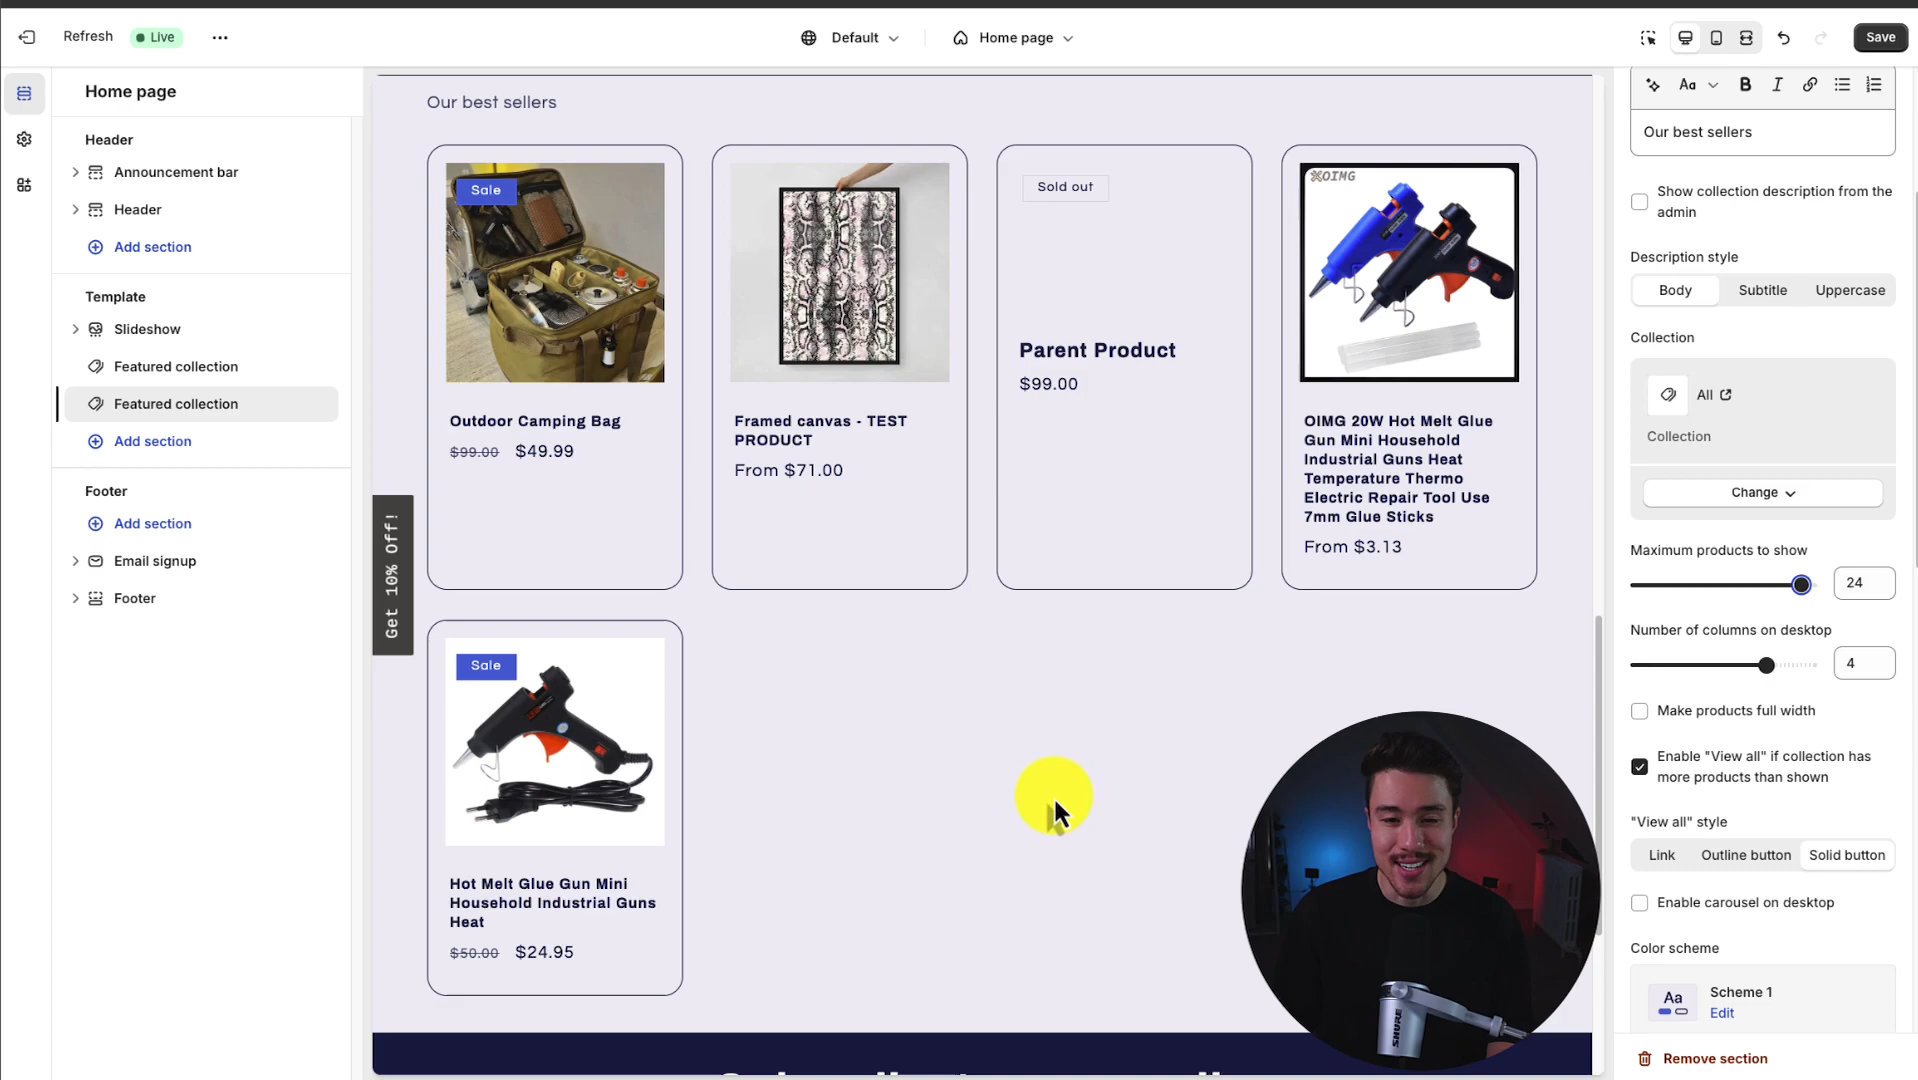 Refresh
Live
Default
Home page
Save
Home page
Header
Announcement bar
Header
Add section
Template
Slideshow
Featured collection
Featured collection
Add section
Footer
Add section
Email signup
Footer
Our best sellers
Sale
Outdoor Camping Bag
$99.00 $49.99
Framed canvas - TEST
PRODUCT
From $71.00
Sold out
Parent Product
$99.00
OIMG
OIMG 20W Hot Melt Glue
Gun Mini Household
Industrial Guns Heat
Temperature Thermo
Electric Repair Tool Use
7mm Glue Sticks
From $3.13
Get 10% Off!
Sale
Hot Melt Glue Gun Mini
Household Industrial Guns
Heat
$50.00 $24.95
SHURE
Aa
Our best sellers
Show collection description from the
admin
Description style
Body Subtitle Uppercase
Collection
All
Collection
Change
Maximum products to show
24
Number of columns on desktop
4
Make products full width
Enable "View all" if collection has
more products than shown
"View all" style
Link Outline button Solid button
Enable carousel on desktop
Color scheme
Aa
Scheme 1
Edit
Remove section